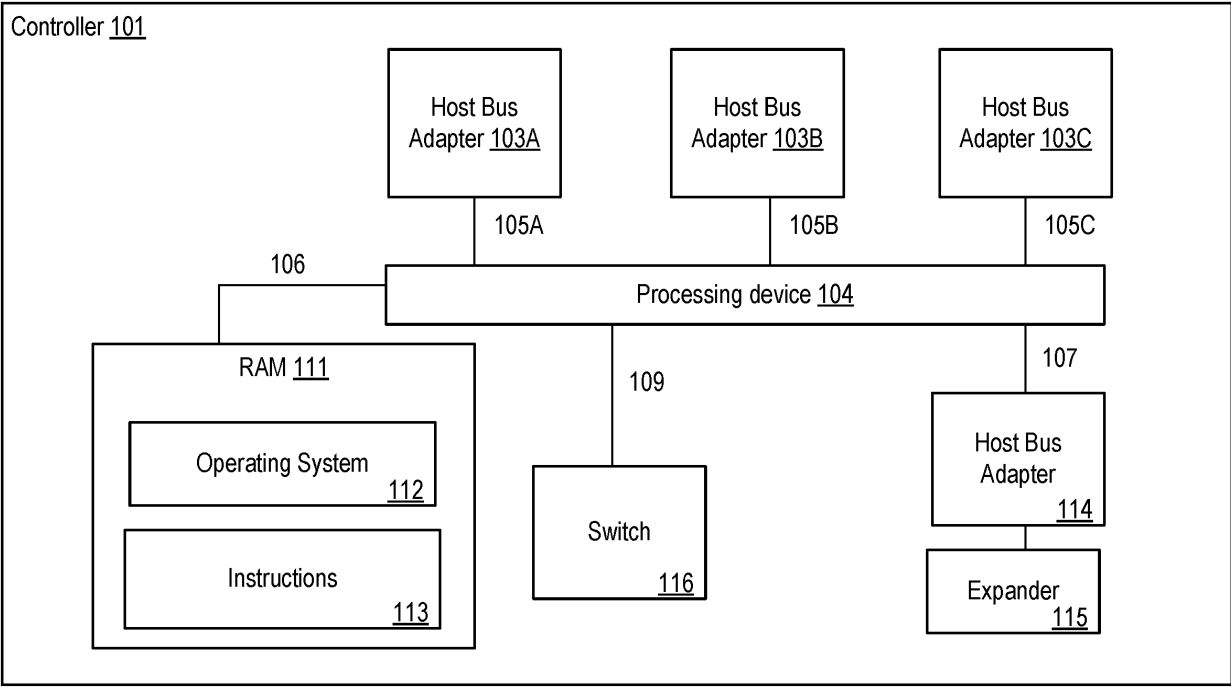 Controller 101
Host Bus
Adapter 103A
Host Bus
Adapter 103B
Host Bus
Adapter 103C
105A
105B
105C
106
Processing device 104
RAM 111
109
107
Operating System
112
Instructions
113
Switch
116
Host Bus
Adapter
114
Expander
115